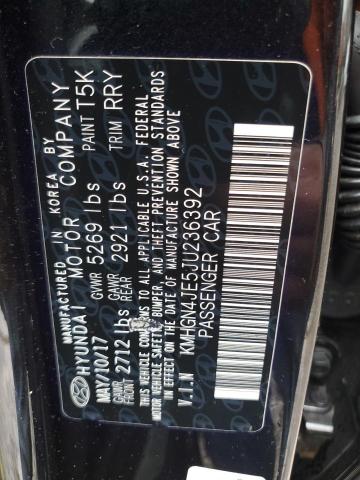 MANUFACTURED IN KOREA BY
HYUNDAI MOTOR COMPANY
MAY/10/17 GVWR 5269 lbs PAINT T5K
GAWR FRONT 2712 lbs GAWR REAR 2921 lbs TRIM RRY
THIS VEHICLE CONFORMS TO ALL APPLICABLE U.S.A. FEDERAL
MOTOR VEHICLE SAFETY, BUMPER, AND THEFT PREVENTION
STANDARDS IN EFFECT ON THE DATE OF MANUFACTURE SHOWN ABOVE
V.I.N KMHGN4JE5JU236392
PASSENGER CAR